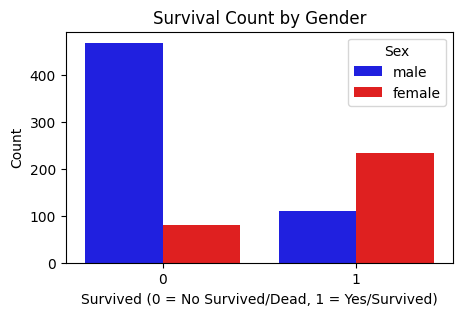 Survival Count by Gender
Sex
male
female
400
300
200
100
0
Count
0
1
Survived (0 = No Survived/Dead, 1 = Yes/Survived)